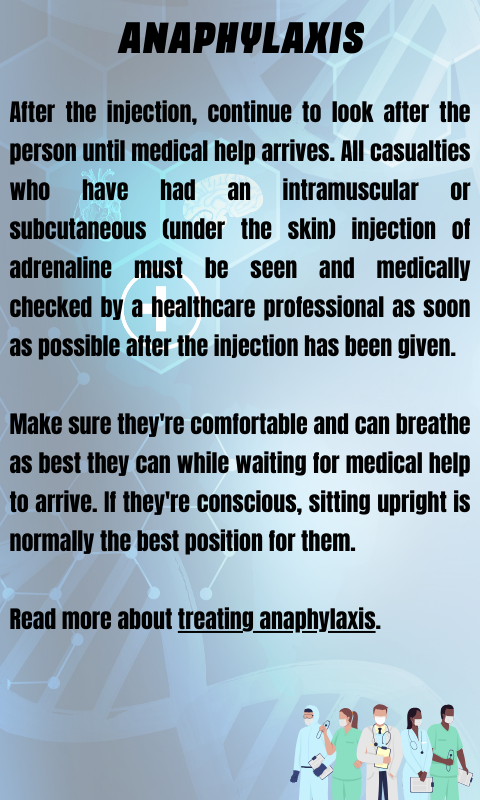 ANAPHYLAXIS
After the injection, continue to look after the
person until medical help arrives. All casualties
who have had an intramuscular or
subcutaneous (under the skin) injection of
adrenaline must be seen and medically
checked by a healthcare professional as soon
as possible after the injection has been given.
Make sure they're comfortable and can breathe
as best they can while waiting for medical help
to arrive. If they're conscious, sitting upright is
normally the best position for them.
Read more about treating anaphylaxis.